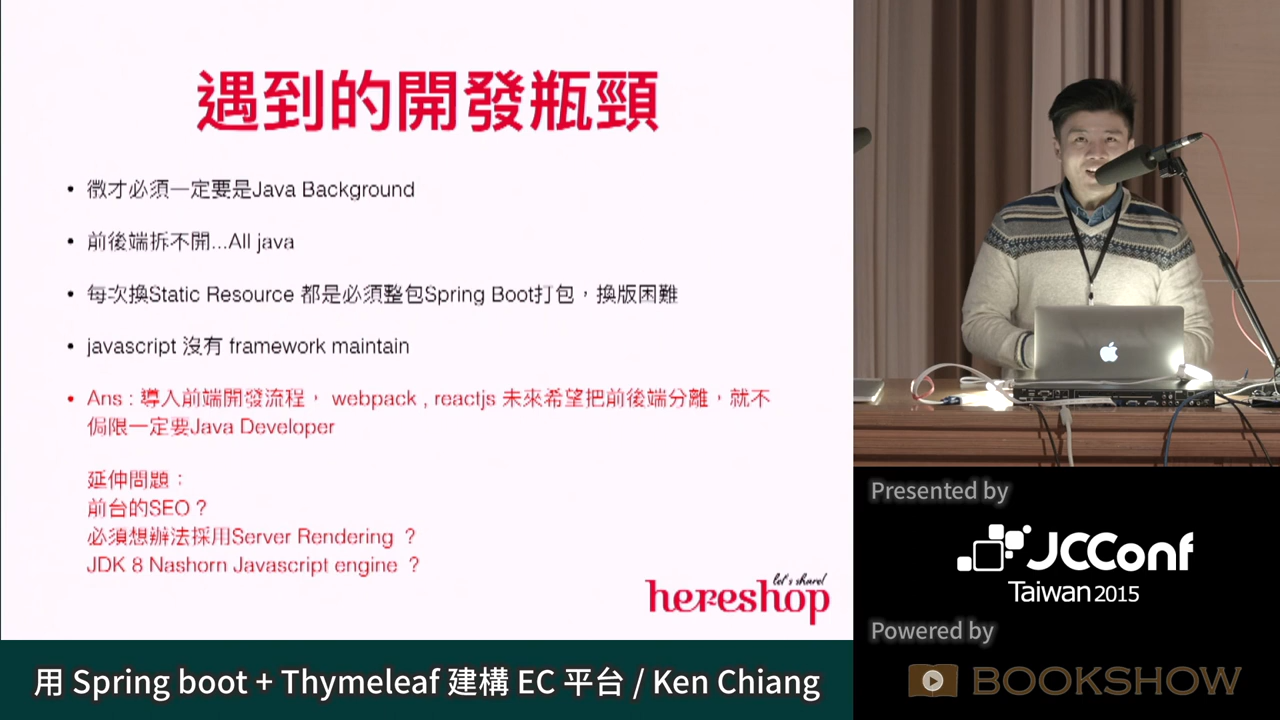 遇到的開發瓶頸
• 徵才必須一定要是Java Background
• 前後端拆不開...All java
• 每次換Static Resource 都是必須整包Spring Boot打包，換版困難
• javascript 沒有 framework maintain
• Ans : 導入前端開發流程， webpack , reactjs 未來希望把前後端分離，就不
侷限一定要Java Developer
延伸問題：
前台的SEO？
必須想辦法採用Server Rendering ？
JDK 8 Nashorn Javascript engine ？
let's share!
hereshop
用 Spring boot + Thymeleaf 建構 EC 平台 / Ken Chiang
Presented by
JCConf
Taiwan 2015
Powered by
BOOKSHOW